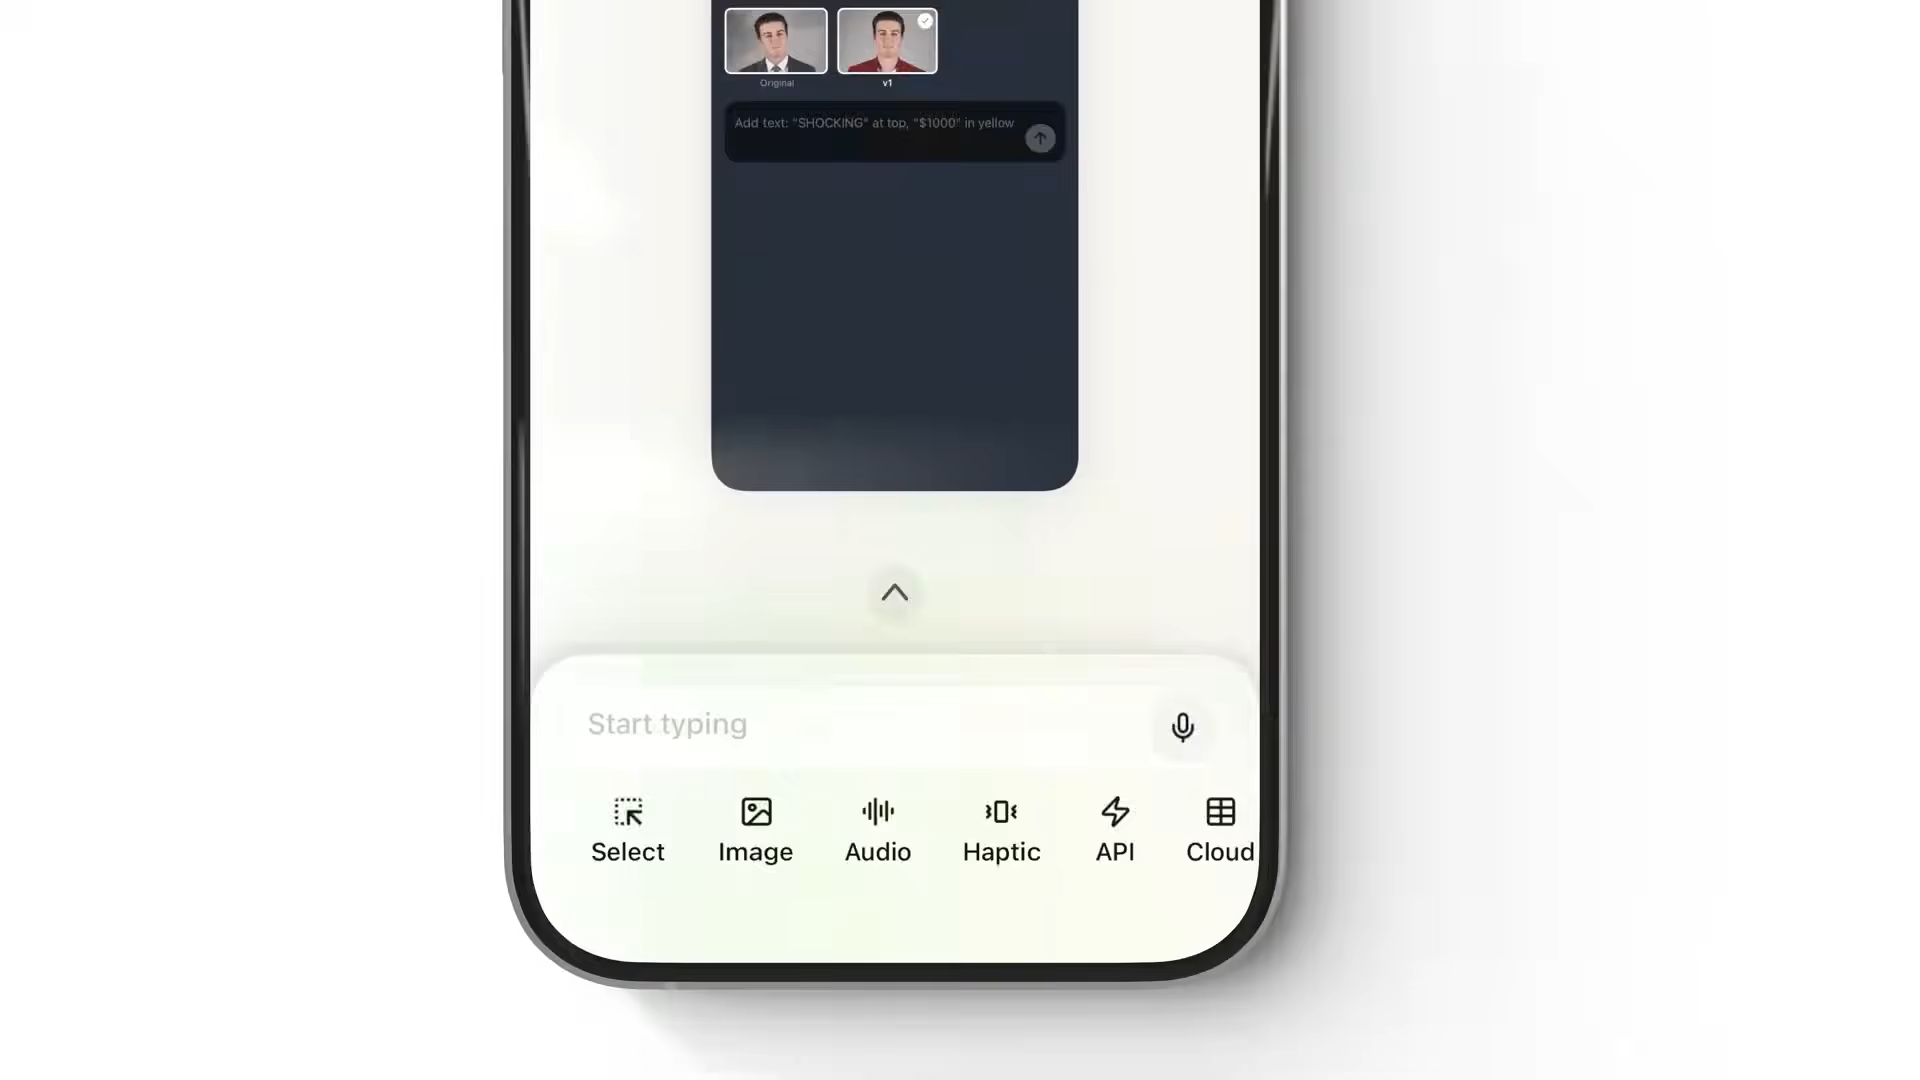 Original
v1
Add text: "SHOCKING" at top, "$1000" in yellow
Start typing
Select
Image
Audio
Haptic
API
Cloud